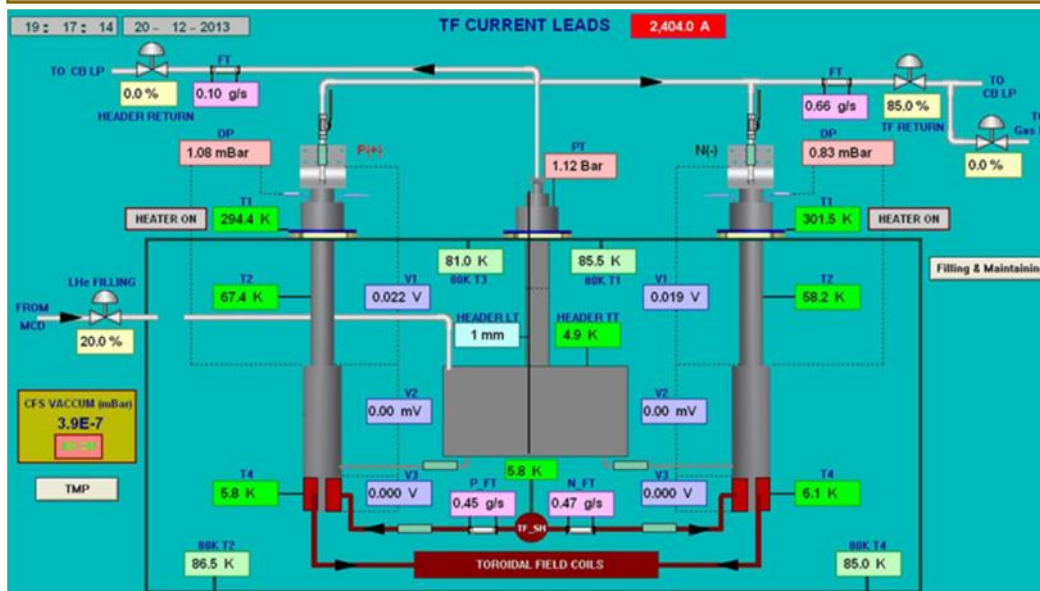 19: 17: 14 20- 12-2013
TF CURRENT LEADS 2,404.0 A
FT
TO CB LP
0.0 % 0.10 g/s
HEADER RETURN
FT
0.66 g/s 85.0 %
TF RETURN
TO
CB LP
TO
Gas
0.0 %
DP
1.08 mBar
P(+)
PT
1.12 Bar
N(-)
DP
0.83 mBar
T1
HEATER ON 294.4 K
T1
301.5 K HEATER ON
81.0 K
80K T3
85.5 K
80K T1
Filling & Maintaining
LHe FILLING
FROM
MCD
20.0 %
T2
67.4 K
V1
0.022 V
V1
0.019 V
T2
58.2 K
HEADER LT
1 mm
HEADER TT
4.9 K
CFS VACCUM (mBar)
3.9E-7
V2
0.00 mV
V2
0.00 mV
TMP
T4
5.8 K
V3
0.000 V
5.8 K
P_FT
0.45 g/s
N_FT
0.47 g/s
V3
0.000 V
T4
6.1 K
TF_SH
80K T2
86.5 K
TOROIDAL FIELD COILS
80K T4
85.0 K